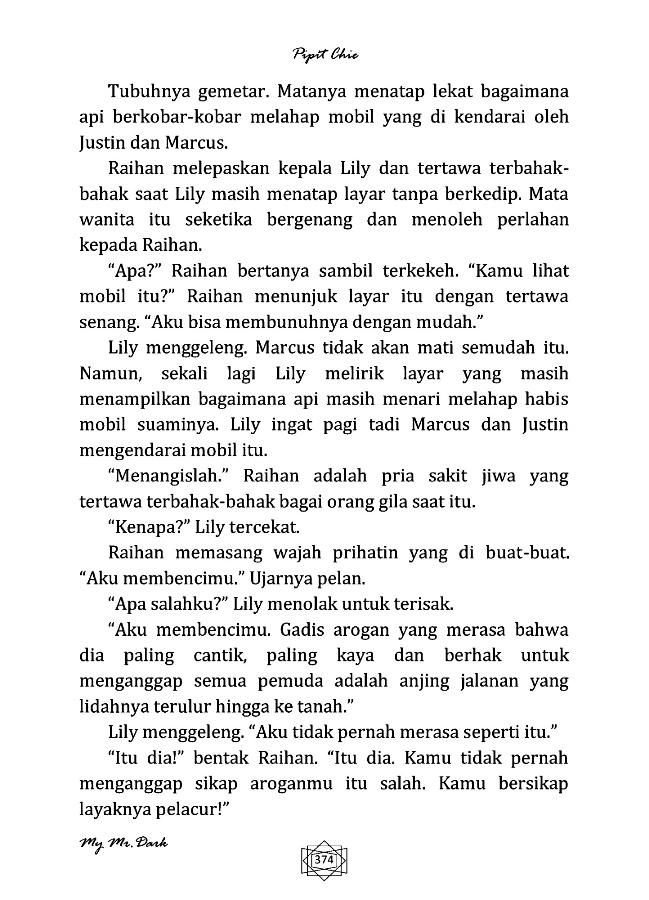 Pipit Chie
Tubuhnya gemetar. Matanya menatap lekat bagaimana
api berkobar-kobar melahap mobil yang di kendarai oleh
Justin dan Marcus.
Raihan melepaskan kepala Lily dan tertawa terbahak-
bahak saat Lily masih menatap layar tanpa berkedip. Mata
wanita itu seketika bergenang dan menoleh perlahan
kepada Raihan.
“Apa?” Raihan bertanya sambil terkekeh. “Kamu lihat
mobil itu?” Raihan menunjuk layar itu dengan tertawa
senang. “Aku bisa membunuhnya dengan mudah.”
Lily menggeleng. Marcus tidak akan mati semudah itu.
Namun, sekali lagi Lily melirik layar yang masih
menampilkan bagaimana api masih menari melahap habis
mobil suaminya. Lily ingat pagi tadi Marcus dan Justin
mengendarai mobil itu.
“Menangislah.” Raihan adalah pria sakit jiwa yang
tertawa terbahak-bahak bagai orang gila saat itu.
“Kenapa?” Lily tercekat.
Raihan memasang wajah prihatin yang di buat-buat.
“Aku membencimu.” Ujarnya pelan.
“Apa salahku?” Lily menolak untuk terisak.
“Aku membencimu. Gadis arogan yang merasa bahwa
dia paling cantik, paling kaya dan berhak untuk
menganggap semua pemuda adalah anjing jalanan yang
lidahnya terulur hingga ke tanah.”
Lily menggeleng. “Aku tidak pernah merasa seperti itu.”
“Itu dia!” bentak Raihan. “Itu dia. Kamu tidak pernah
menganggap sikap aroganmu itu salah. Kamu bersikap
layaknya pelacur!”
My Mr. Dark
374